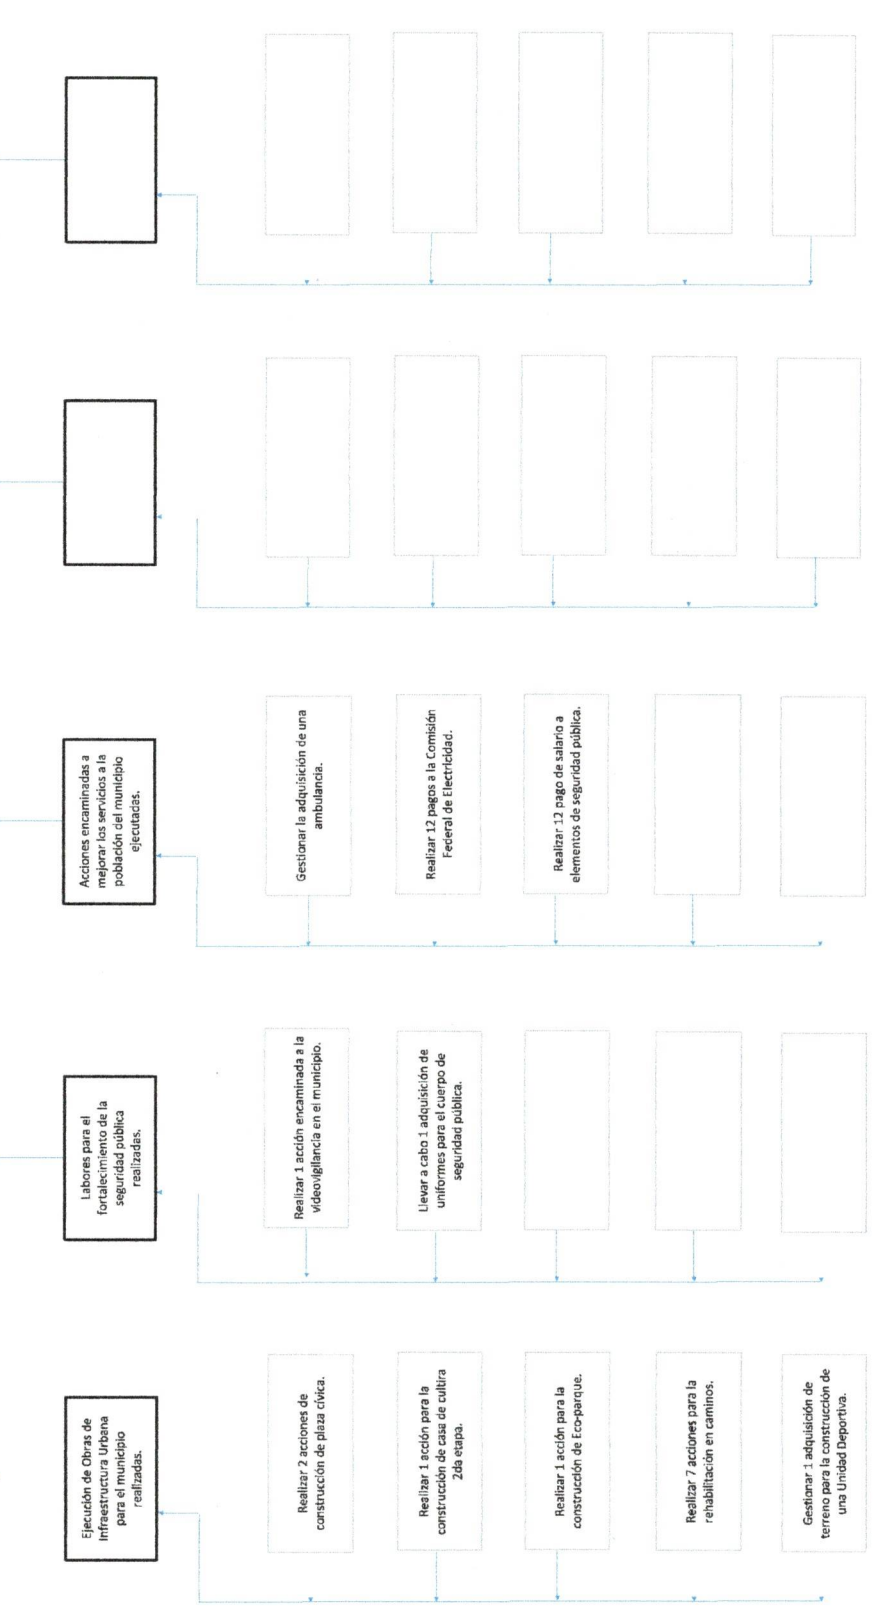 Ejecución de Obras de
Infraestructura Urbana
para el municipio
realizadas.
Realizar 2 acciones de
construcción de plaza cívica.
Realizar 1 acción para la
construcción de casa de cultira
2da etapa.
Realizar 1 acción para la
construcción de Eco-parque.
Realizar 7 acciones para la
rehabilitación en caminos.
Gestionar 1 adquisición de
terreno para la construcción de
una Unidad Deportiva.
Labores para el
fortalecimiento de la
seguridad pública
realizadas.
Realizar 1 acción encaminada a la
videovigilancia en el municipio.
Llevar a cabo 1 adquisición de
uniformes para el cuerpo de
seguridad pública.
Acciones encaminadas a
mejorar los servicios a la
población del municipio
ejecutadas.
Gestionar la adquisición de una
ambulancia.
Realizar 12 pagos a la Comisión
Federal de Electricidad.
Realizar 12 pago de salario a
elementos de seguridad pública.